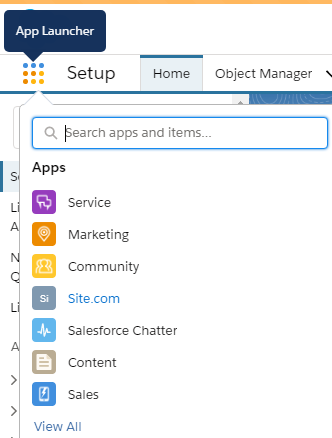 App Launcher
Setup
Home
Object Manager
Search apps and items...
Apps
Service
Marketing
Community
Si
Site.com
Salesforce Chatter
Content
Sales
View All